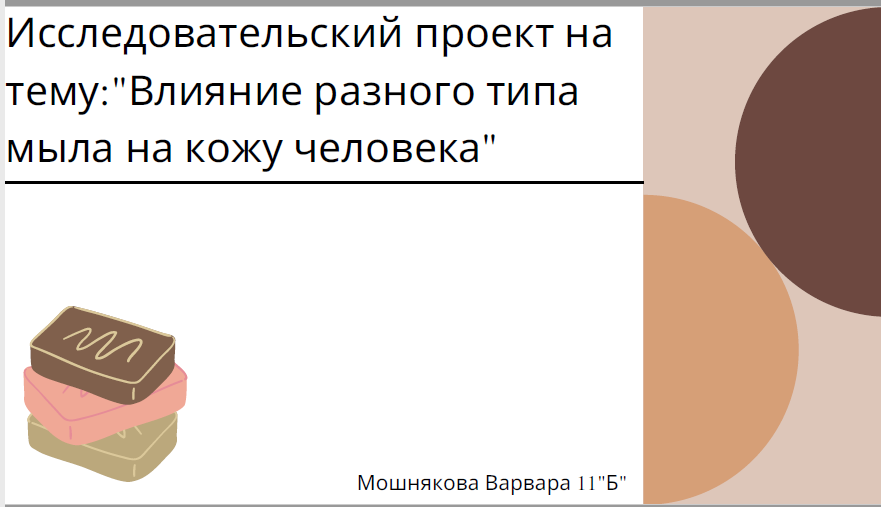 Исследовательский проект на
тему:"Влияние разного типа
мыла на кожу человека"
Мошнякова Варвара 11"Б"